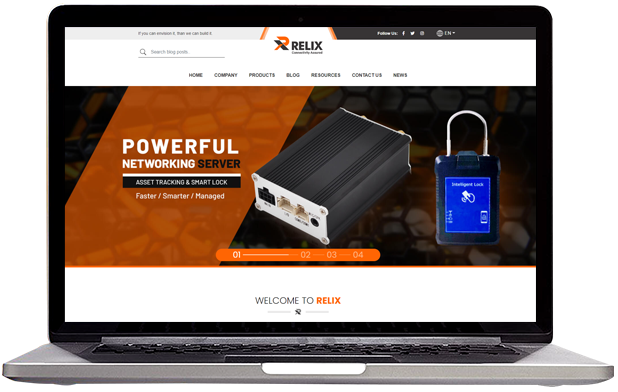 If you can envision it, than we can build it
Follow Us:
EN
RELIX
Connectivity Assured
Search blog posts.
HOME COMPANY PRODUCTS BLOG RESOURCES CONTACT US NEWS
POWERFUL
NETWORKING SERVER
ASSET TRACKING & SMART LOCK
Faster / Smarter / Managed
Intelligent Lock
01 02 03 04
WELCOME TO RELIX